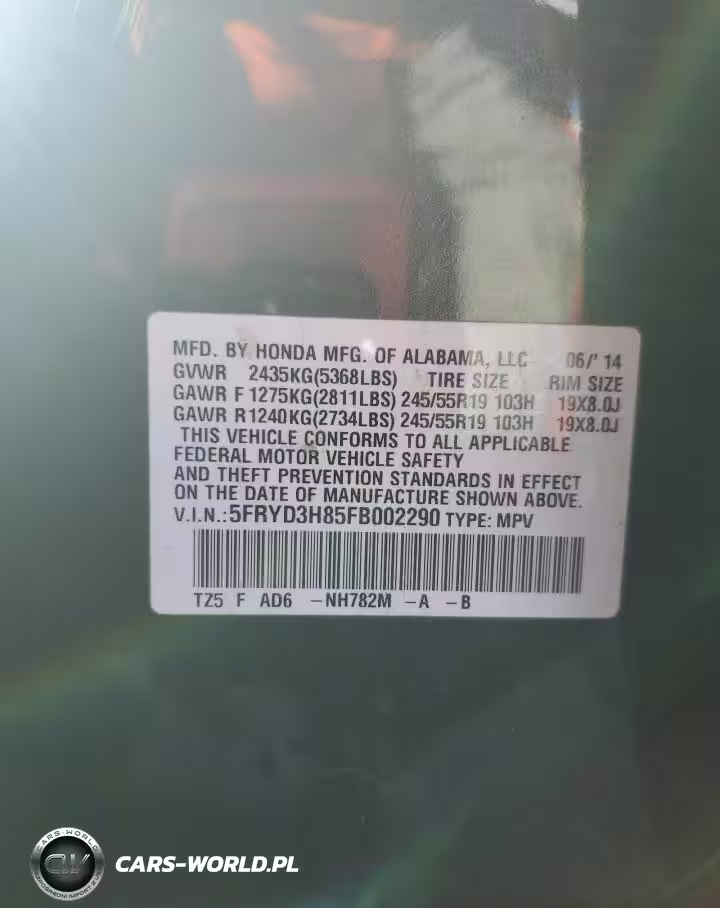 MFD. BY HONDA MFG. OF ALABAMA, LLC 06/' 14
GVWR 2435KG(5368LBS) TIRE SIZE RIM SIZE
GAWR F 1275KG(2811LBS) 245/55R19 103H 19X8.0J
GAWR R1240KG(2734LBS) 245/55R19 103H 19X8.0J
THIS VEHICLE CONFORMS TO ALL APPLICABLE
FEDERAL MOTOR VEHICLE SAFETY
AND THEFT PREVENTION STANDARDS IN EFFECT
ON THE DATE OF MANUFACTURE SHOWN ABOVE.
V.I.N.:5FRYD3H85FB002290 TYPE: MPV
TZ5 F AD6 -NH782M -A -B
CARS-WORLD
CARS-WORLD.PL